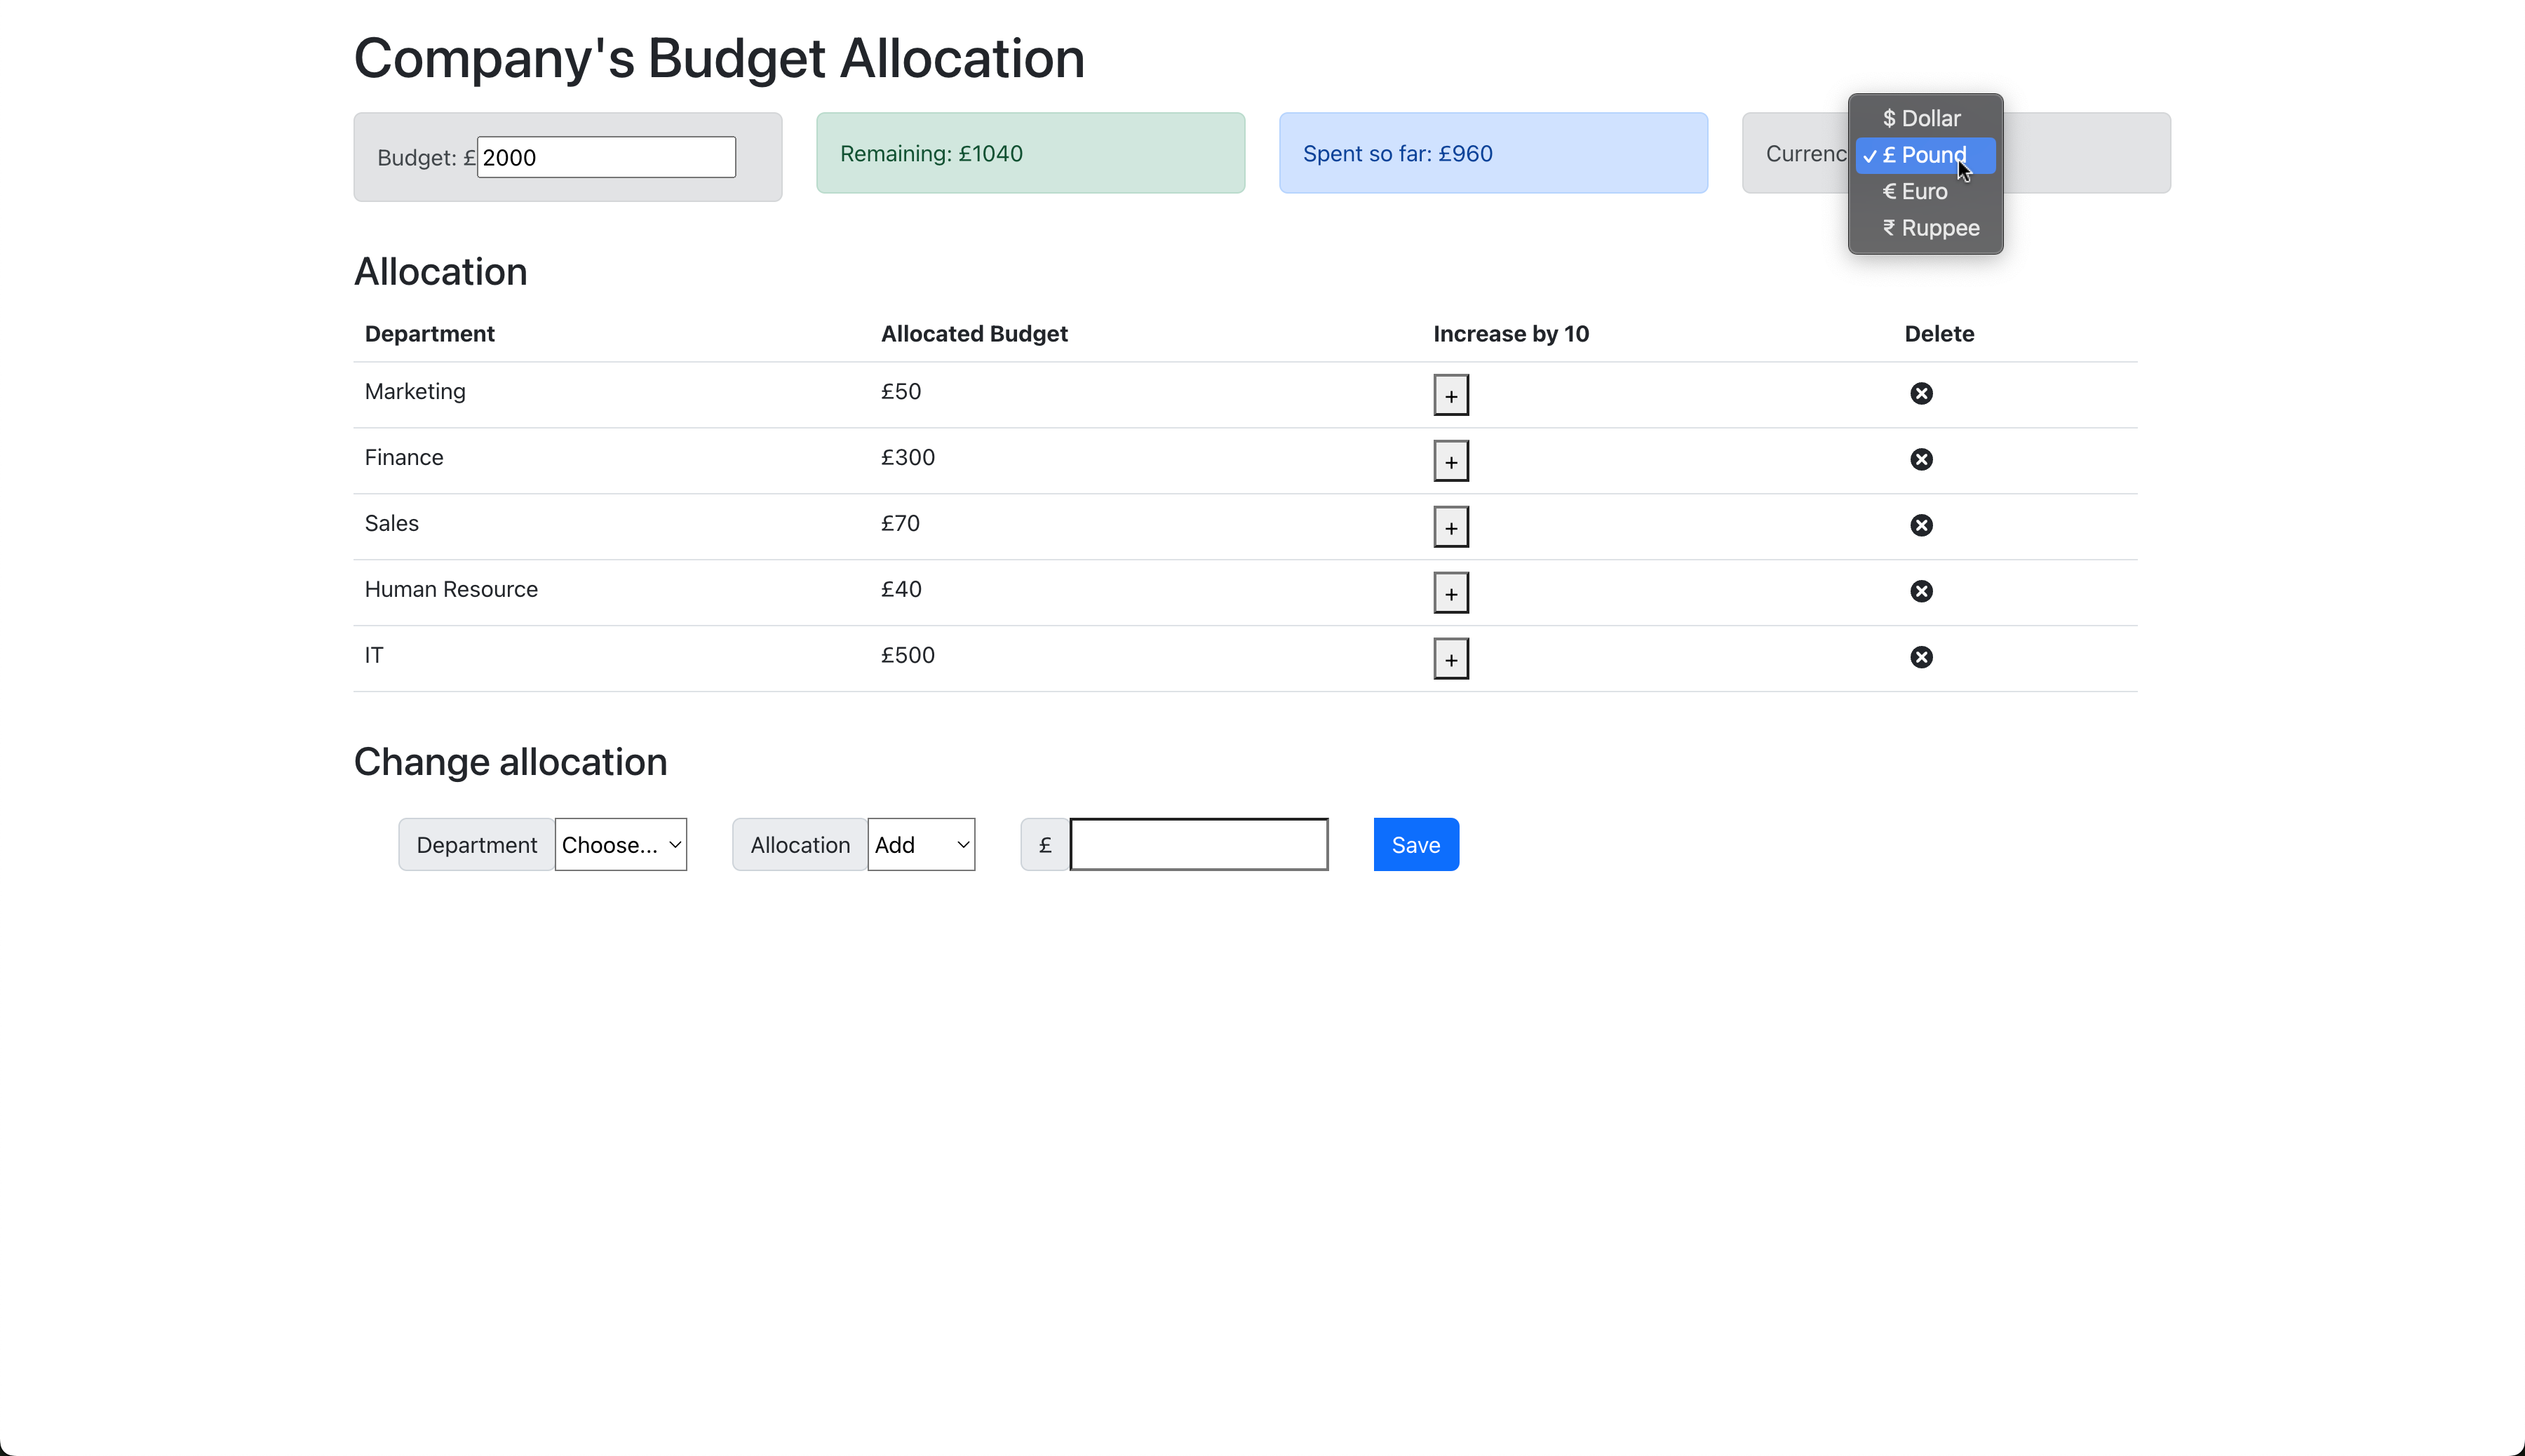 Company's Budget Allocation
Budget: £ 2000
Remaining: £1040
Spent so far: £960
Currenc
$ Dollar
✓ £ Pound
€ Euro
₹ Ruppee
Allocation
Department Allocated Budget Increase by 10 Delete
Marketing £50 +
Finance £300 +
Sales £70 +
Human Resource £40 +
IT £500 +
Change allocation
Department Choose... Allocation Add £ Save